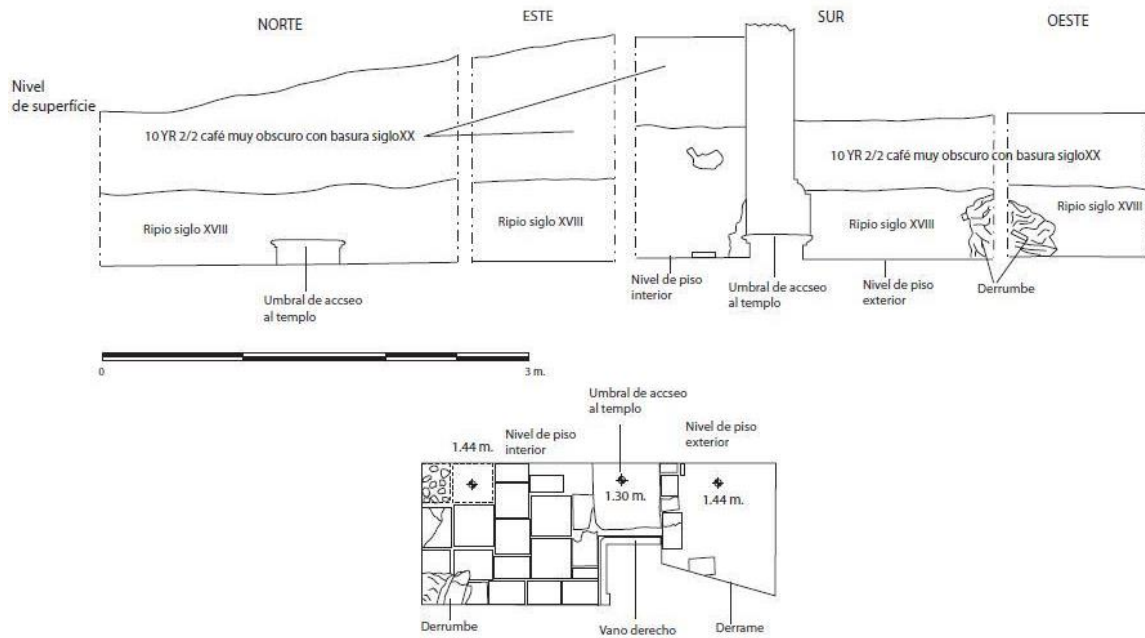 NORTE
ESTE
SUR
OESTE
Nivel
de superfície
10 YR 2/2 café muy obscuro con basura sigloXX
10 YR 2/2 café muy obscuro con basura sigloXX
Ripio siglo XVIII
Ripio siglo XVIII
Ripio siglo XVIII
Ripio siglo XVIII
Umbral de accseo
al templo
Nivel de piso
interior
Umbral de accseo
al templo
Nivel de piso
exterior
Derrumbe
0
3 m.
Umbral de accseo
al templo
Nivel de piso
interior
Nivel de piso
exterior
1.44 m.
1.30 m.
1.44 m.
Derrumbe
Vano derecho
Derrame